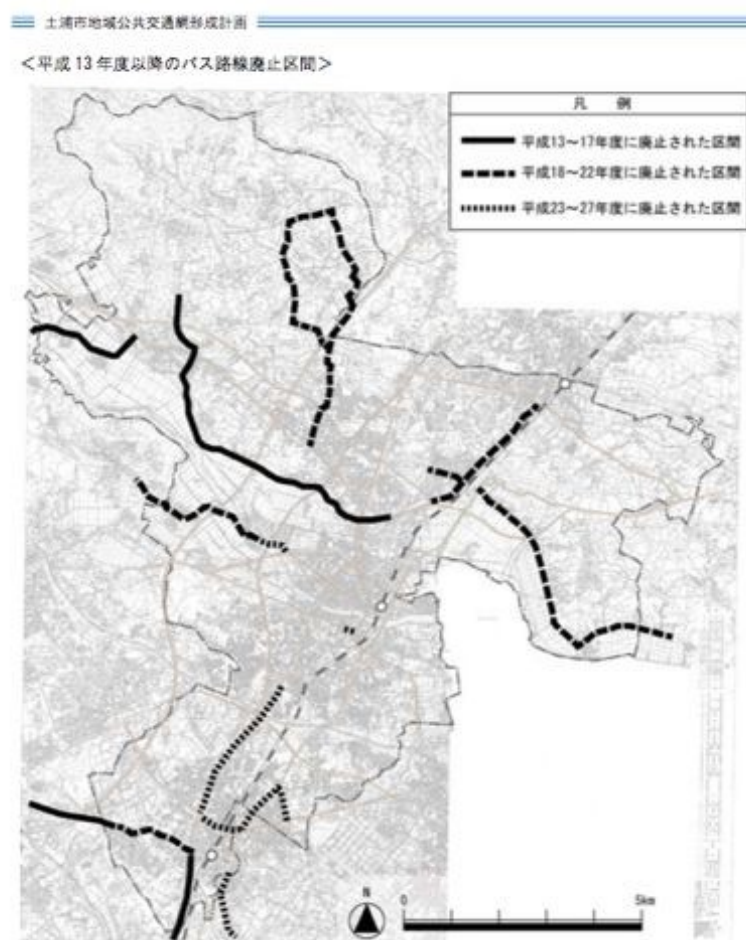 土浦市地域公共交通網形成計画
＜平成 13 年度以降のバス路線廃止区間＞
凡 例
平成13～17年度に廃止された区間
平成18～22年度に廃止された区間
平成23～27年度に廃止された区間
N
0
5km